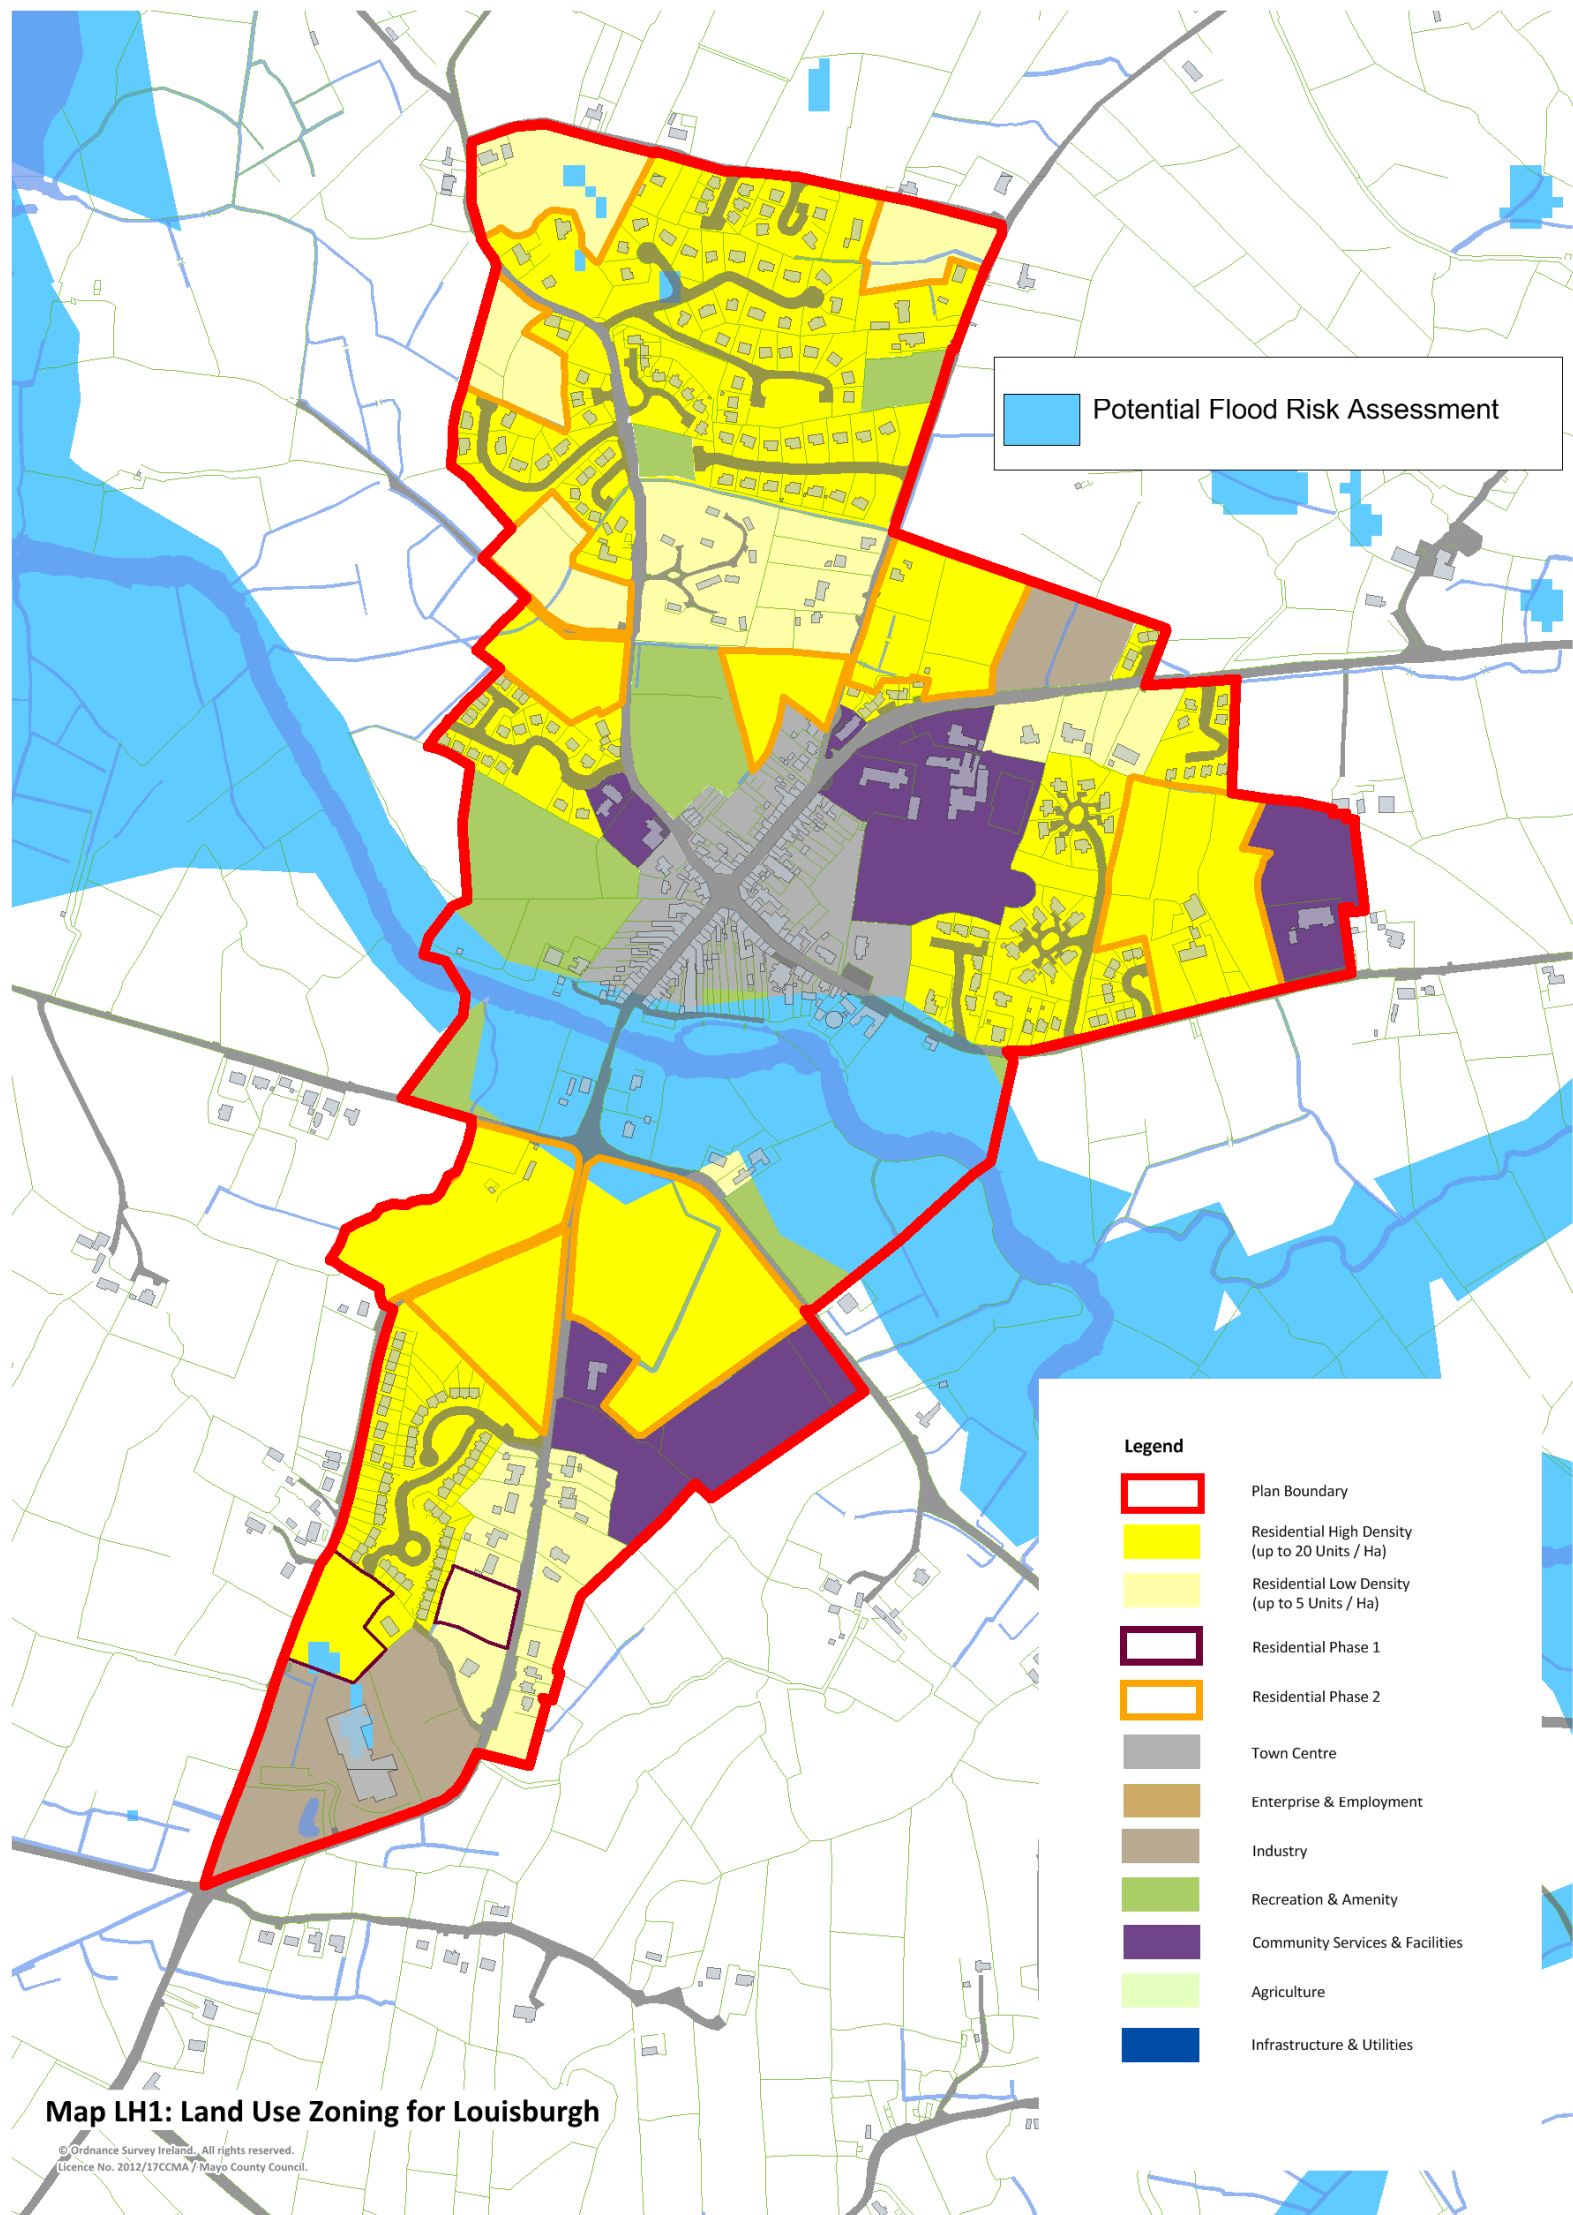 Potential Flood Risk Assessment
Legend
Plan Boundary
Residential High Density
(up to 20 Units / Ha)
Residential Low Density
(up to 5 Units / Ha)
Residential Phase 1
Residential Phase 2
Town Centre
Enterprise & Employment
Industry
Recreation & Amenity
Community Services & Facilities
Agriculture
Infrastructure & Utilities
Map LH1: Land Use Zoning for Louisburgh
© Ordnance Survey Ireland. All rights reserved.
Licence No. 2012/17CCMA / Mayo County Council.